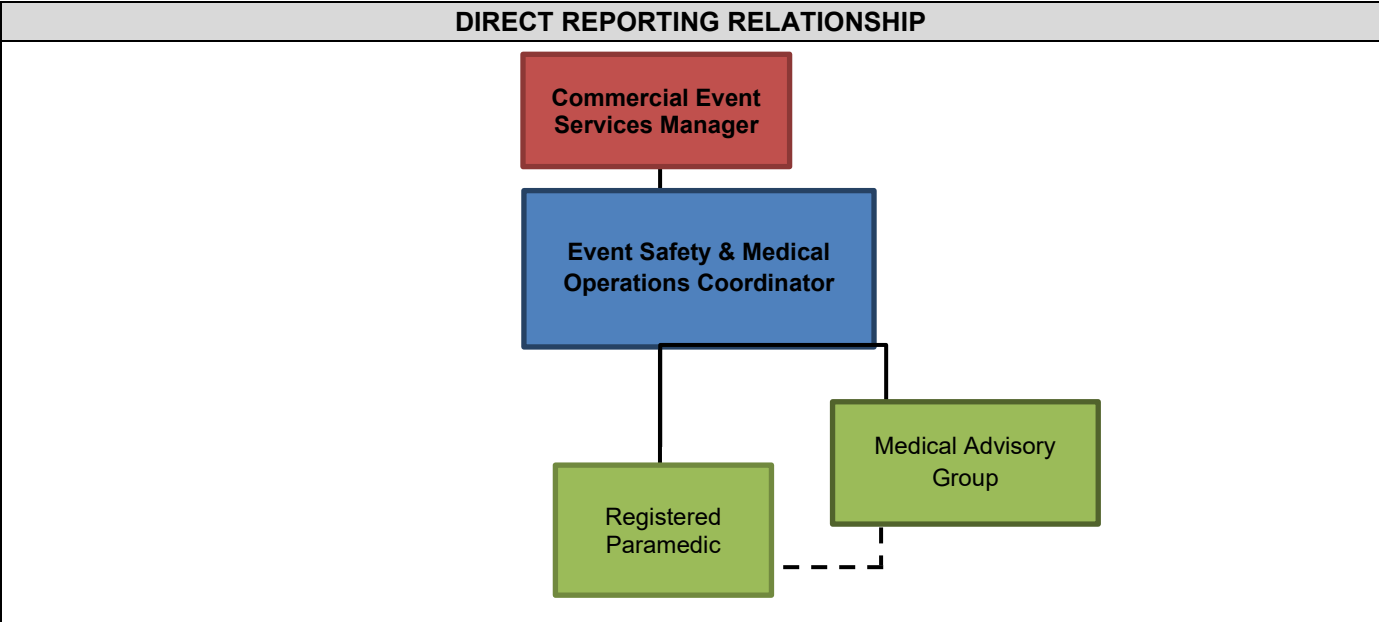 DIRECT REPORTING RELATIONSHIP
Commercial Event
Services Manager
Event Safety & Medical
Operations Coordinator
Medical Advisory
Group
Registered
Paramedic